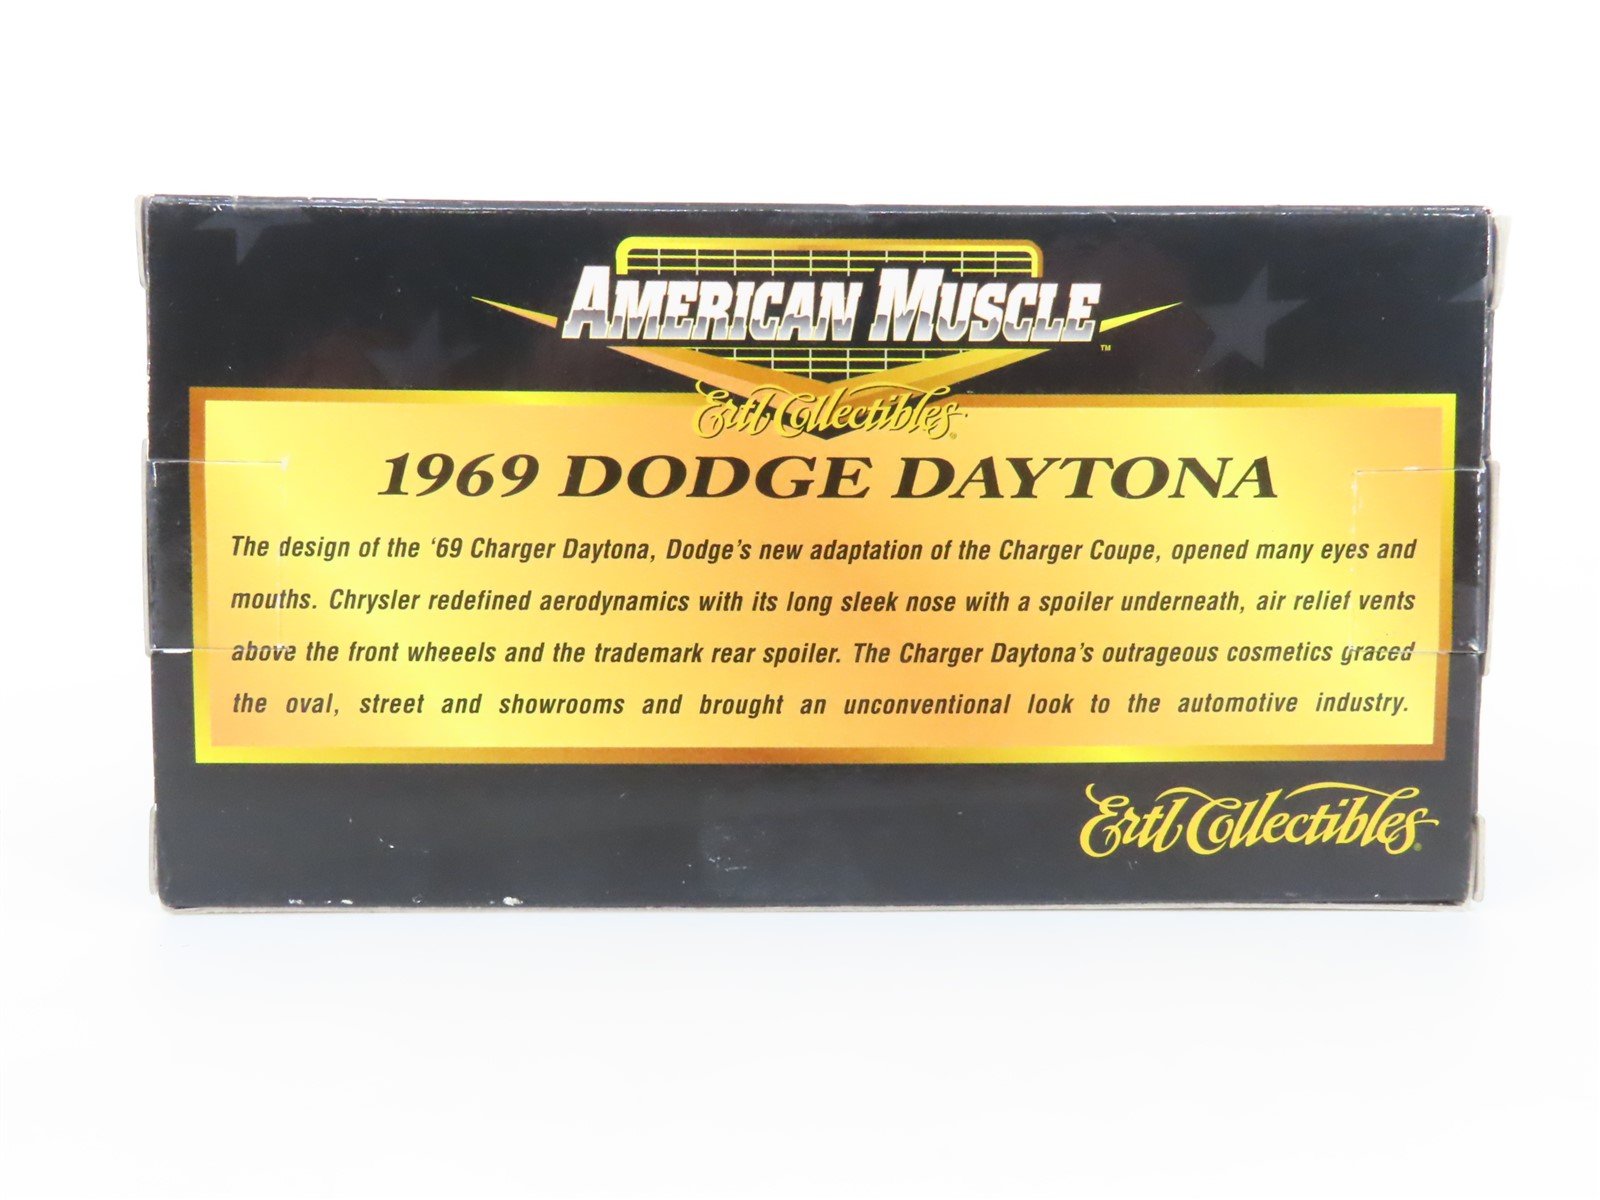 AMERICAN MUSCLE™
Ertl Collectibles®
1969 DODGE DAYTONA
The design of the ‘69 Charger Daytona, Dodge’s new adaptation of the Charger Coupe, opened many eyes and
mouths. Chrysler redefined aerodynamics with its long sleek nose with a spoiler underneath, air relief vents
above the front wheeels and the trademark rear spoiler. The Charger Daytona’s outrageous cosmetics graced
the oval, street and showrooms and brought an unconventional look to the automotive industry.
Ertl Collectibles®